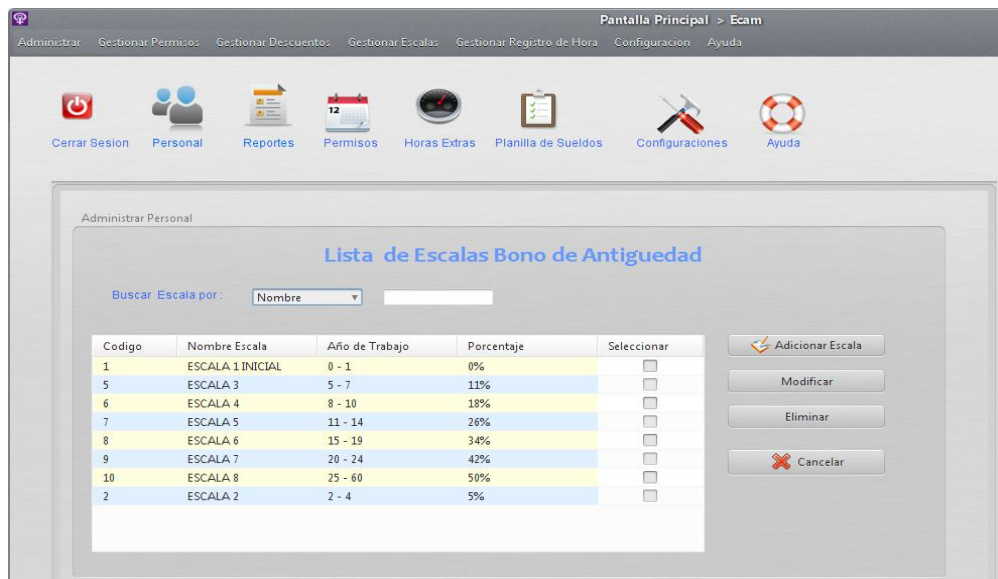 Pantalla Principal > Ecam
Administrar Gestionar Permisos Gestionar Descuentos Gestionar Escalas Gestionar Registro de Hora Configuracion Ayuda
12
Cerrar Sesion Personal Reportes Permisos Horas Extras Planilla de Sueldos Configuraciones Ayuda
Administrar Personal
Lista de Escalas Bono de Antiguedad
Buscar Escala por : Nombre
Codigo Nombre Escala Año de Trabajo Porcentaje Seleccionar
1 ESCALA 1 INICIAL 0 - 1 0%
5 ESCALA 3 5 - 7 11%
6 ESCALA 4 8 - 10 18%
7 ESCALA 5 11 - 14 26%
8 ESCALA 6 15 - 19 34%
9 ESCALA 7 20 - 24 42%
10 ESCALA 8 25 - 60 50%
2 ESCALA 2 2 - 4 5%
Adicionar Escala
Modificar
Eliminar
Cancelar